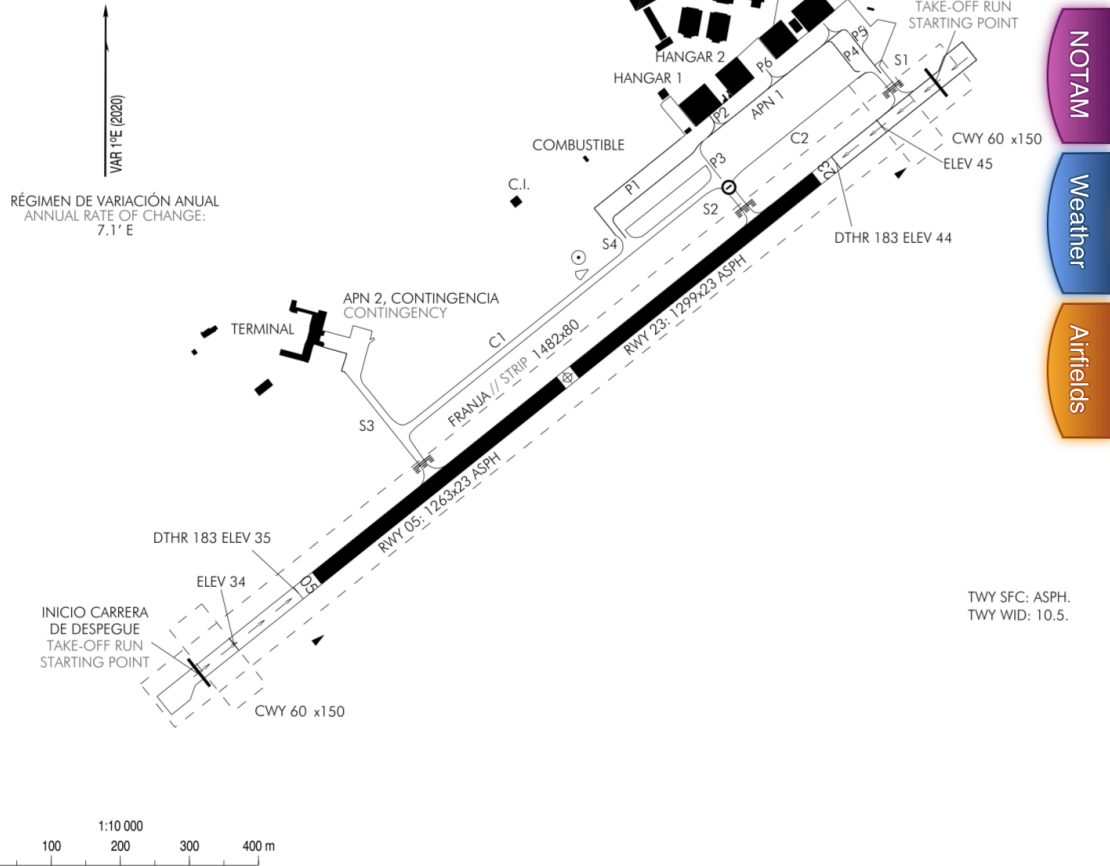 TAKE-OFF RUN
STARTING POINT
NOTAM
HANGAR 2
P5
P4
S1
P6
HANGAR 1
APN 1
P2
VAR 1ºE (2020)
C2
CWY 60 x150
COMBUSTIBLE
P3
23
ELEV 45
Weather
C.I.
P1
RÉGIMEN DE VARIACIÓN ANUAL
ANNUAL RATE OF CHANGE:
7.1' E
S2
DTHR 183 ELEV 44
S4
APN 2, CONTINGENCIA
CONTINGENCY
TERMINAL
C1
FRANJA // STRIP 1482x80
RWY 23: 1299x23 ASPH
Airfields
S3
RWY 05: 1263x23 ASPH
DTHR 183 ELEV 35
05
ELEV 34
INICIO CARRERA
DE DESPEGUE
TAKE-OFF RUN
STARTING POINT
CWY 60 x150
TWY SFC: ASPH.
TWY WID: 10.5.
1:10 000
100 200 300 400 m